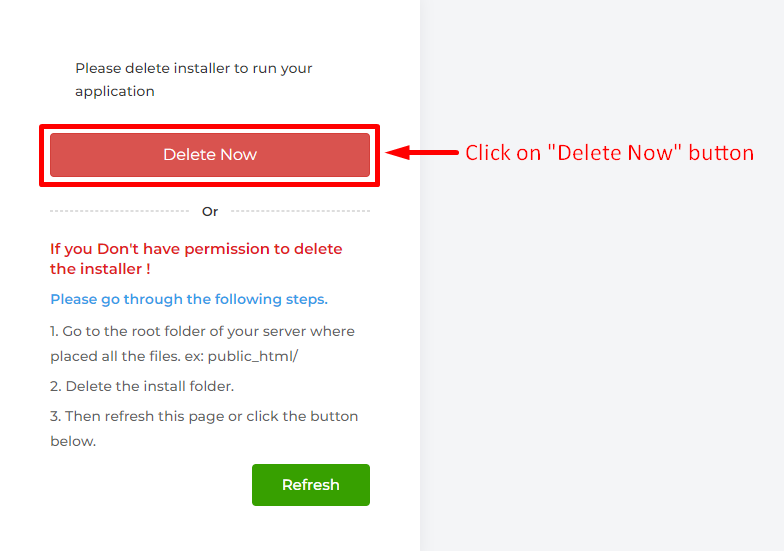 Please delete installer to run your
application
Delete Now
Click on "Delete Now" button
Or
If you Don't have permission to delete
the installer !
Please go through the following steps.
1. Go to the root folder of your server where
placed all the files. ex: public_html/
2. Delete the install folder.
3. Then refresh this page or click the button
below.
Refresh